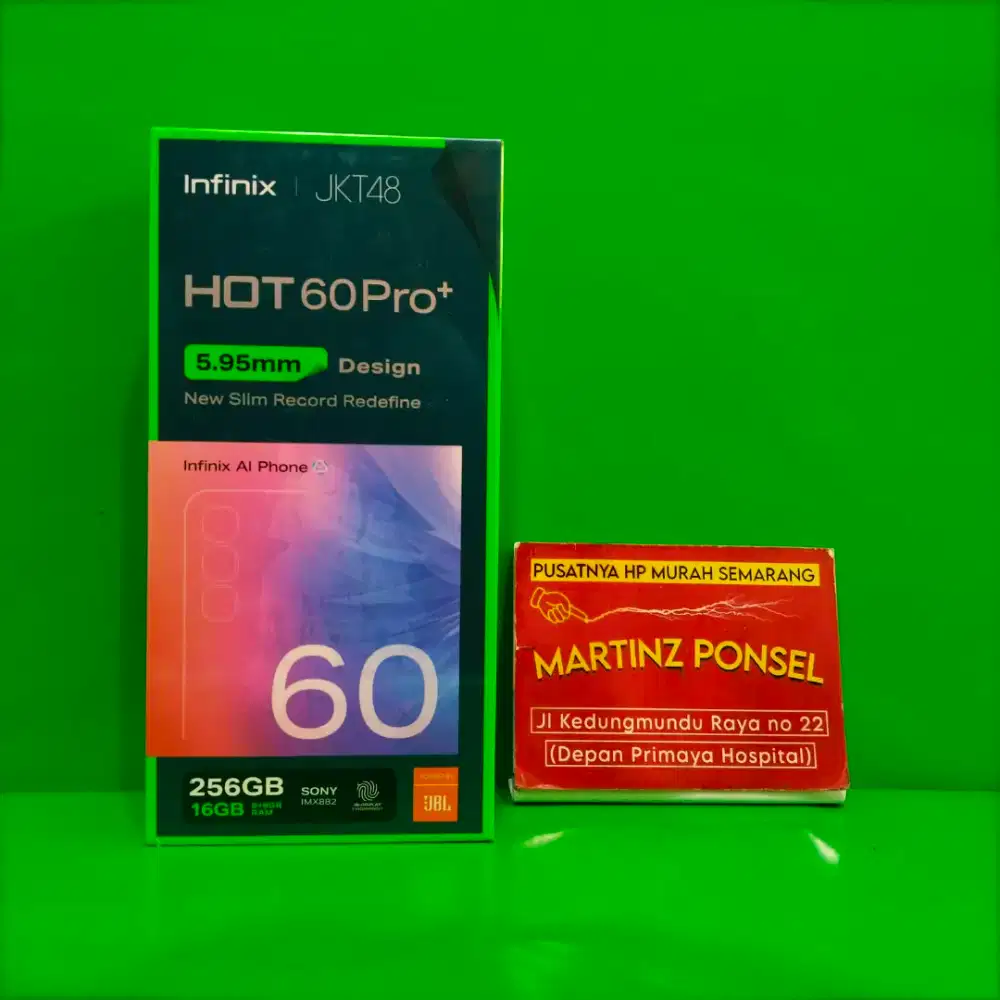 Infinix | JKT48
HOT 60 Pro+
5.95mm Design
New Slim Record Redefine
Infinix AI Phone
60
256GB
16GB
RAM
SONY
IMX882
JBL
PUSATNYA HP MURAH SEMARANG
MARTINZ PONSEL
Jl Kedungmundu Raya no 22
(Depan Primaya Hospital)